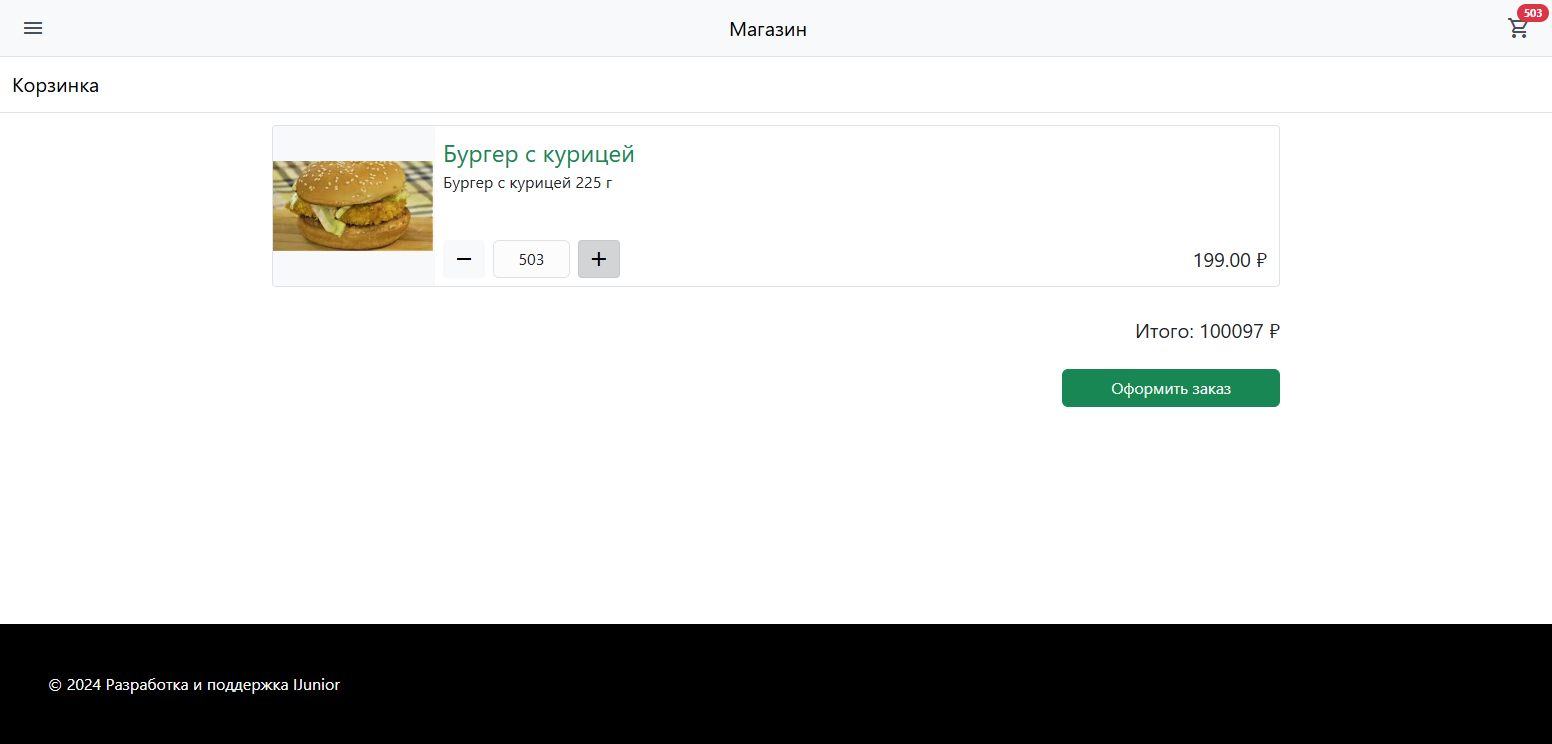 Магазин
503
Корзинка
Бургер с курицей
Бургер с курицей 225 г
503
199.00 ₽
Итого: 100097 ₽
Оформить заказ
© 2024 Разработка и поддержка IJunior